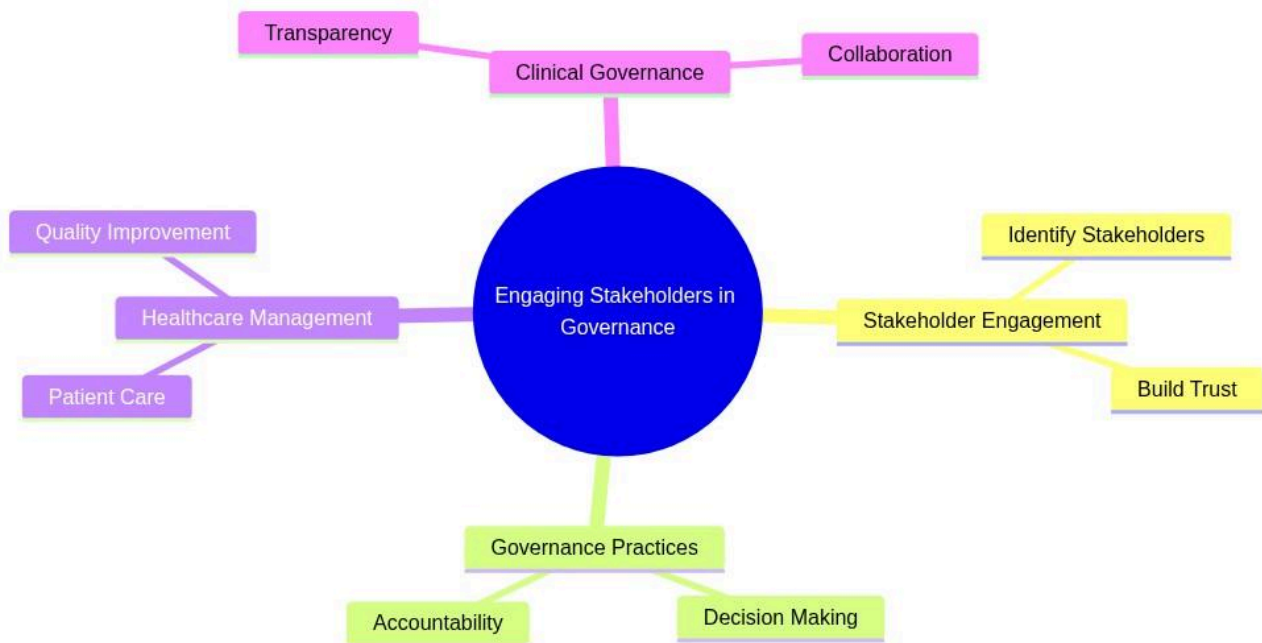 Transparency
Clinical Governance
Collaboration
Quality Improvement
Healthcare Management
Patient Care
Engaging Stakeholders in
Governance
Identify Stakeholders
Stakeholder Engagement
Build Trust
Governance Practices
Accountability
Decision Making